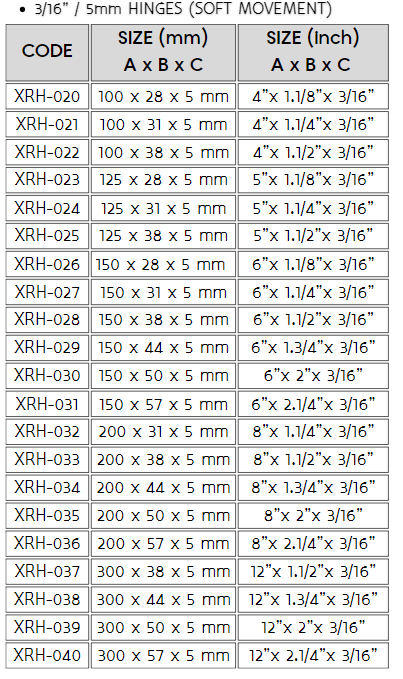 • 3/16” / 5mm HINGES (SOFT MOVEMENT)
CODE SIZE (mm) A x B x C SIZE (Inch) A x B x C
XRH-020 100 x 28 x 5 mm 4”x 1.1/8”x 3/16”
XRH-021 100 x 31 x 5 mm 4”x 1.1/4”x 3/16”
XRH-022 100 x 38 x 5 mm 4”x 1.1/2”x 3/16”
XRH-023 125 x 28 x 5 mm 5”x 1.1/8”x 3/16”
XRH-024 125 x 31 x 5 mm 5”x 1.1/4”x 3/16”
XRH-025 125 x 38 x 5 mm 5”x 1.1/2”x 3/16”
XRH-026 150 x 28 x 5 mm 6”x 1.1/8”x 3/16”
XRH-027 150 x 31 x 5 mm 6”x 1.1/4”x 3/16”
XRH-028 150 x 38 x 5 mm 6”x 1.1/2”x 3/16”
XRH-029 150 x 44 x 5 mm 6”x 1.3/4”x 3/16”
XRH-030 150 x 50 x 5 mm 6”x 2”x 3/16”
XRH-031 150 x 57 x 5 mm 6”x 2.1/4”x 3/16”
XRH-032 200 x 31 x 5 mm 8”x 1.1/4”x 3/16”
XRH-033 200 x 38 x 5 mm 8”x 1.1/2”x 3/16”
XRH-034 200 x 44 x 5 mm 8”x 1.3/4”x 3/16”
XRH-035 200 x 50 x 5 mm 8”x 2”x 3/16”
XRH-036 200 x 57 x 5 mm 8”x 2.1/4”x 3/16”
XRH-037 300 x 38 x 5 mm 12”x 1.1/2”x 3/16”
XRH-038 300 x 44 x 5 mm 12”x 1.3/4”x 3/16”
XRH-039 300 x 50 x 5 mm 12”x 2”x 3/16”
XRH-040 300 x 57 x 5 mm 12”x 2.1/4”x 3/16”